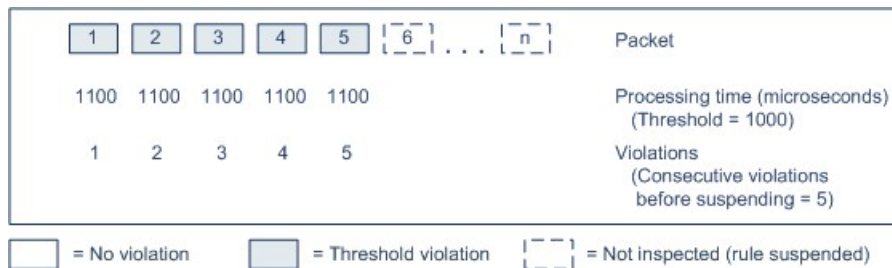 1 2 3 4 5 6 . . . n Packet
1100 1100 1100 1100 1100 Processing time (microseconds)
(Threshold = 1000)
1 2 3 4 5 Violations
(Consecutive violations
before suspending = 5)
= No violation = Threshold violation = Not inspected (rule suspended)